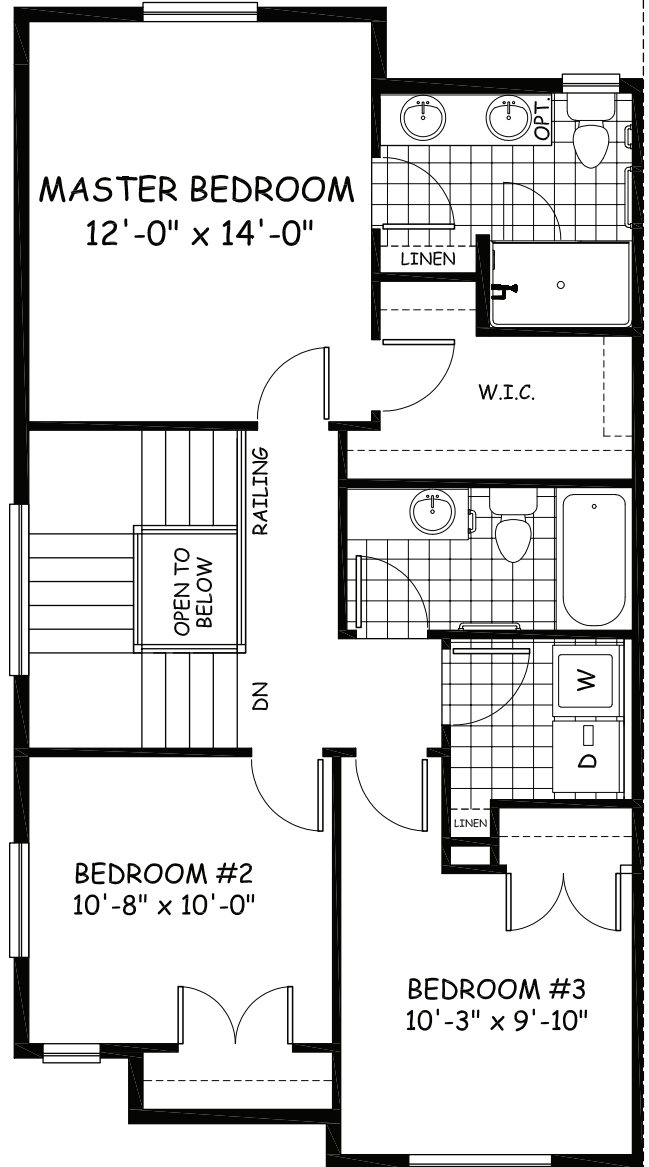 MASTER BEDROOM
12'-0" x 14'-0"
OPT.
LINEN
W.I.C.
RAILING
OPEN TO
BELOW
DN
W
D
LINEN
BEDROOM #2
10'-8" x 10'-0"
BEDROOM #3
10'-3" x 9'-10"